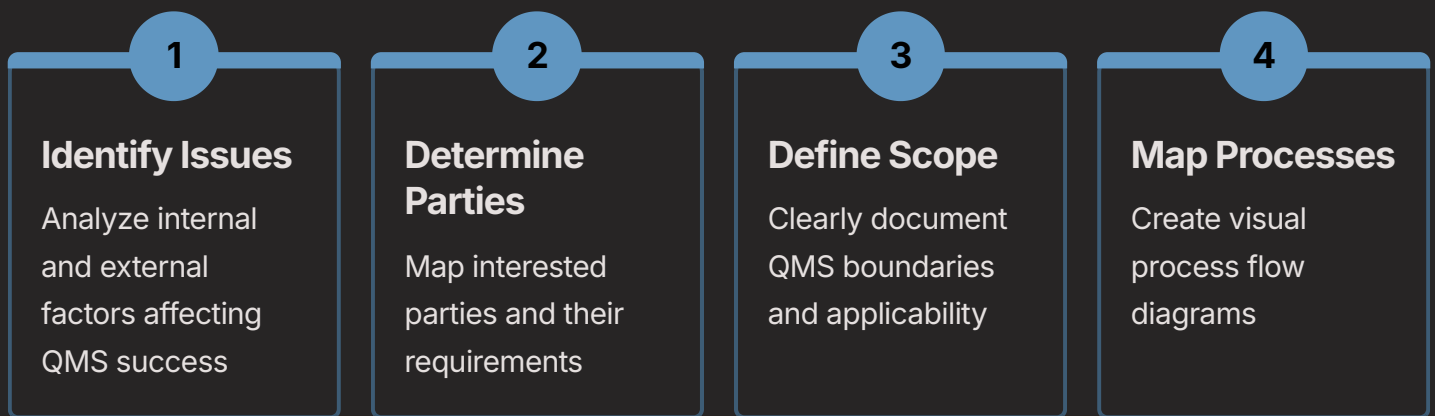 1
Identify Issues
Analyze internal
and external
factors affecting
QMS success
2
Determine
Parties
Map interested
parties and their
requirements
3
Define Scope
Clearly document
QMS boundaries
and applicability
4
Map Processes
Create visual
process flow
diagrams